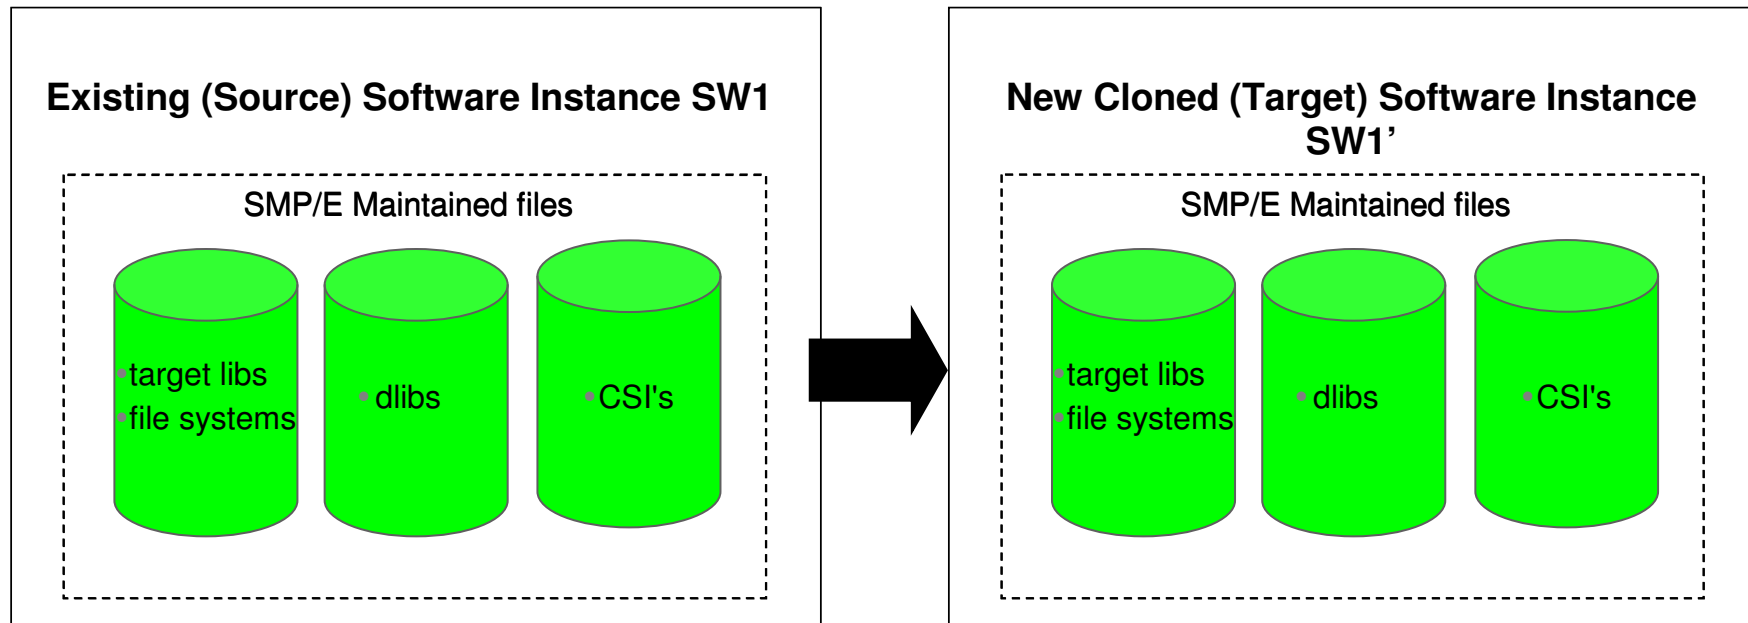 Existing (Source) Software Instance SW1
SMP/E Maintained files
•target libs
•file systems
•dlibs
•CSI's
New Cloned (Target) Software Instance
SW1’
SMP/E Maintained files
•target libs
•file systems
•dlibs
•CSI's